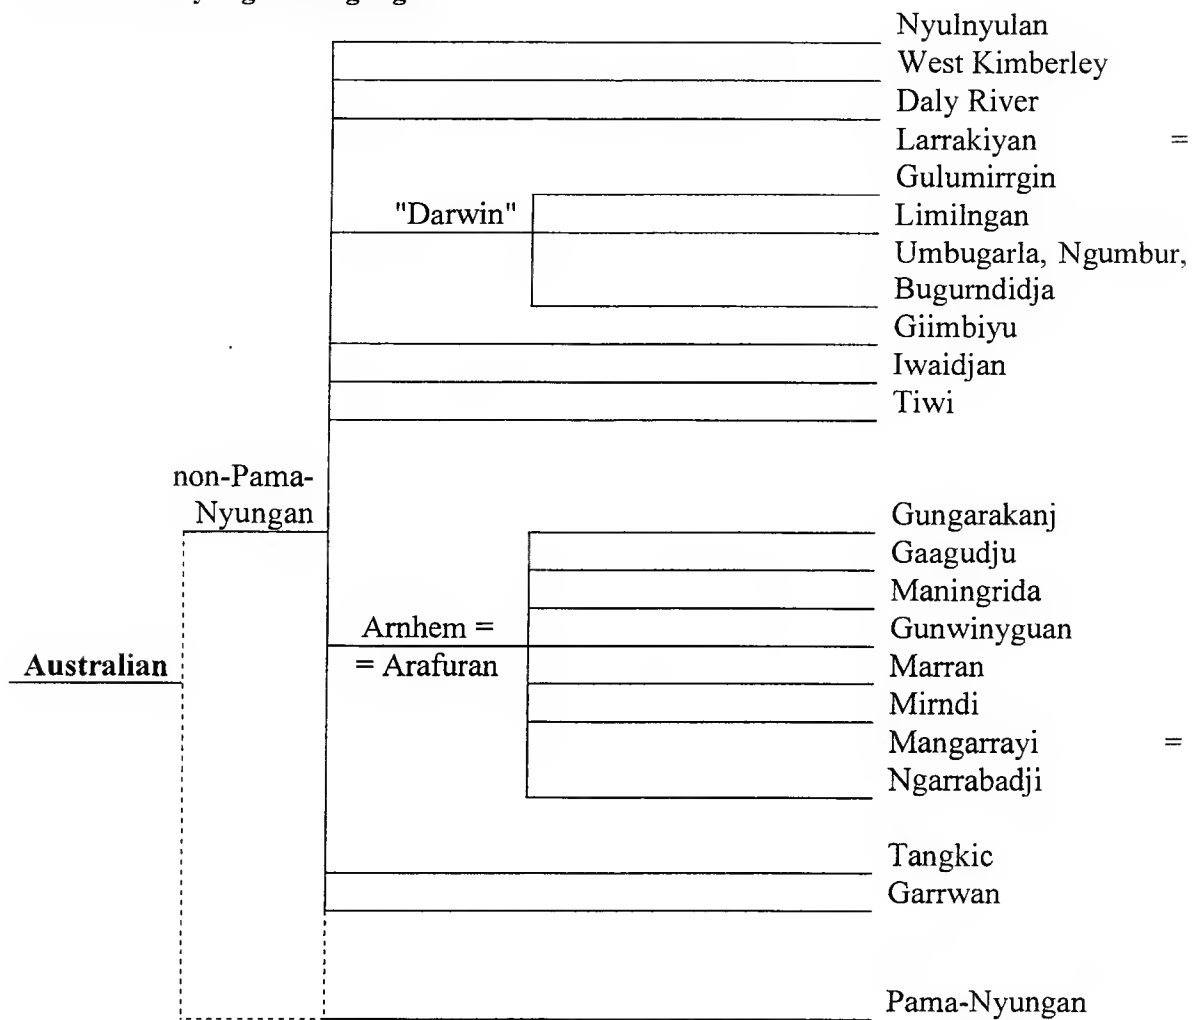 Nyulnyulan
West Kimberley
Daly River
Larrakiyan =
Gulumirrgin
"Darwin"
Limilngan
Umbugarla, Ngumbur,
Bugurndidja
Giimbiyu
Iwaidjan
Tiwi
non-Pama-
Nyungan
Gungarakanj
Gaagudju
Maningrida
Arnhem =
Gunwinyguan
Australian
= Arafuran
Marran
Mirndi
Mangarrayi =
Ngarrabadji
Tangkic
Garrwan
Pama-Nyungan